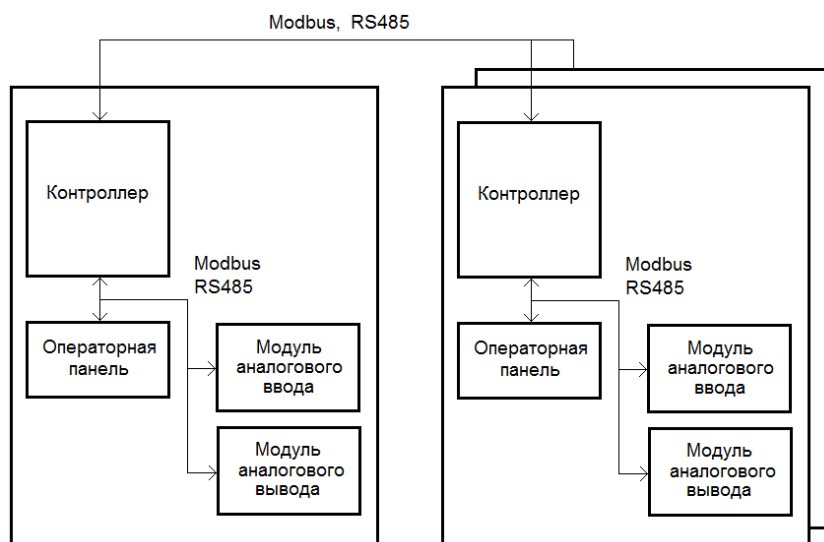 Modbus, RS485
Контроллер
Modbus
RS485
Операторная
панель
Модуль
аналогового
ввода
Модуль
аналогового
вывода
Контроллер
Modbus
RS485
Операторная
панель
Модуль
аналогового
ввода
Модуль
аналогового
вывода